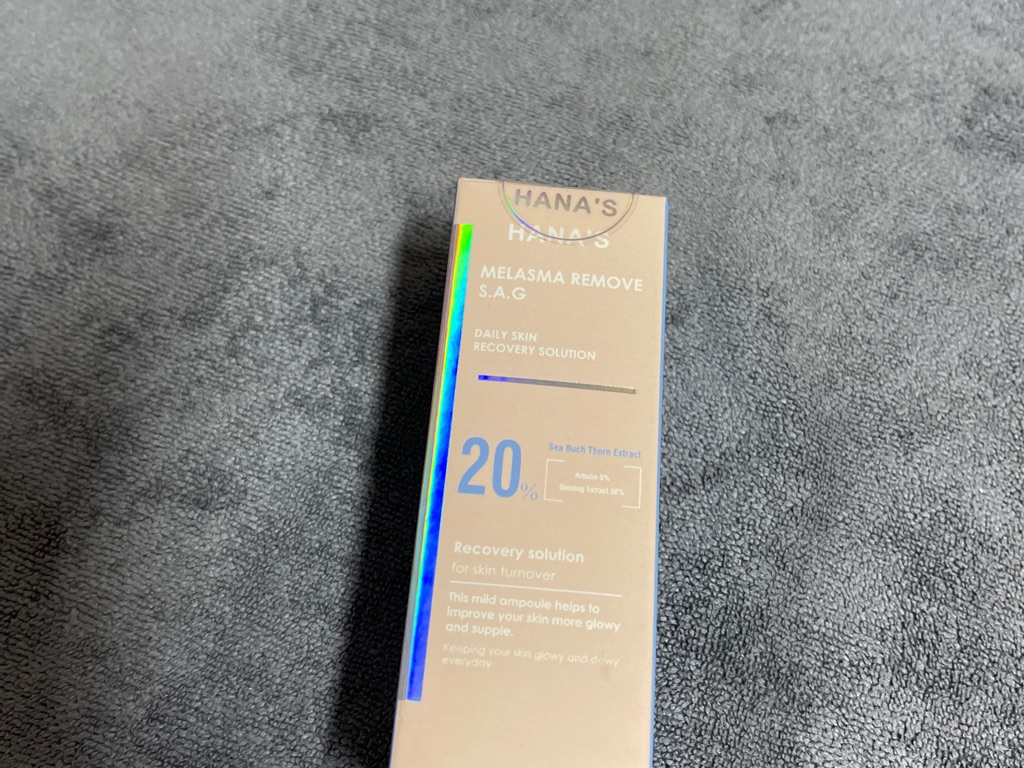 HANA'S
HANA'S
MELASMA REMOVE
S.A.G
DAILY SKIN
RECOVERY SOLUTION
20%
Sea Buch Thorn Extract
5%
Ginseng Extract
Recovery solution
for skin turnover
This mild ampoule helps to
improve your skin more glowy
and supple.
Keeping your skin glowy and dewy
everyday